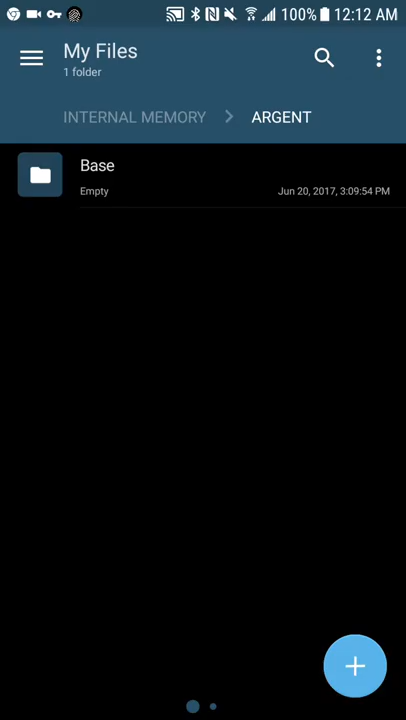 100% 12:12 AM
My Files
1 folder
INTERNAL MEMORY > ARGENT
Base
Empty Jun 20, 2017, 3:09:54 PM